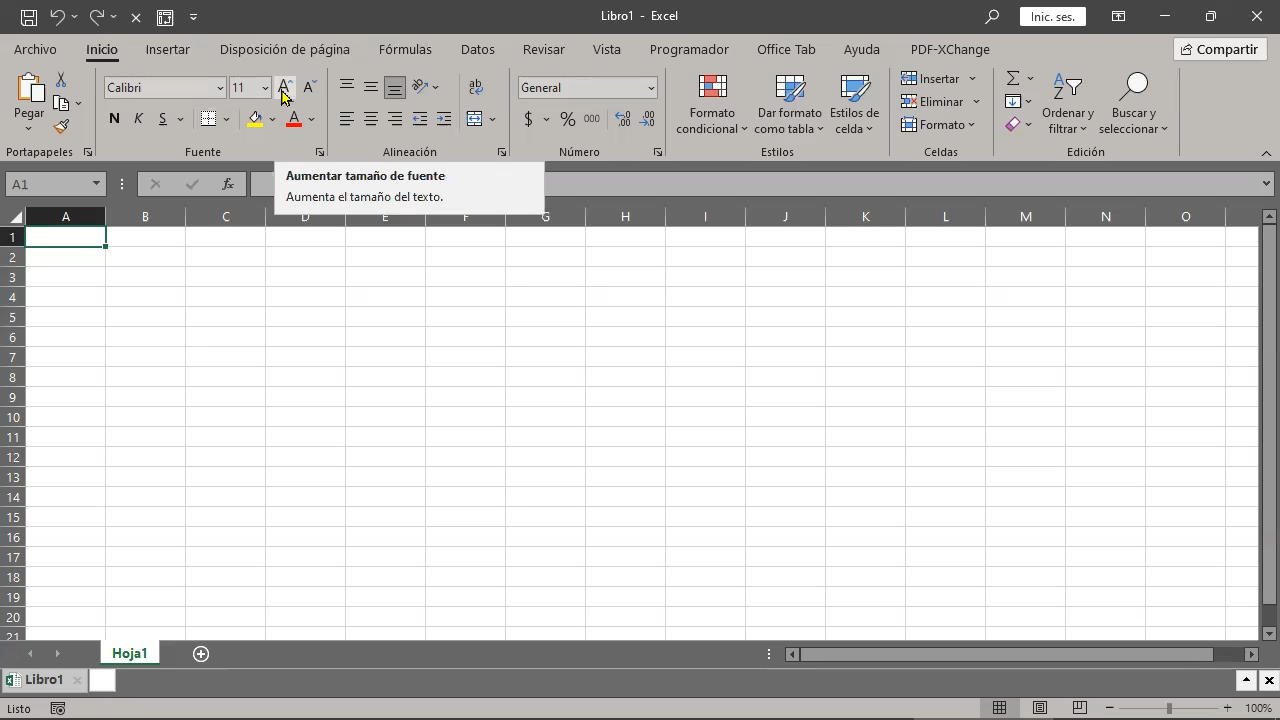 Libro1 - Excel
Inic. ses.
Archivo Inicio Insertar Disposición de página Fórmulas Datos Revisar Vista Programador Office Tab Ayuda PDF-XChange Compartir
Pegar
Portapapeles
Calibri 11 A A
N K S A
Fuente
ab
Alineación
General
$ % 000 ,00 ,00
Número
Formato condicional
Dar formato como tabla
Estilos de celda
Estilos
Insertar
Eliminar
Formato
Celdas
Ordenar y filtrar
Buscar y seleccionar
Edición
A1 fx
Aumentar tamaño de fuente
Aumenta el tamaño del texto.
A B C D E F G H I J K L M N O
1
2
3
4
5
6
7
8
9
10
11
12
13
14
15
16
17
18
19
20
21
Hoja1
Libro1
Listo 100%